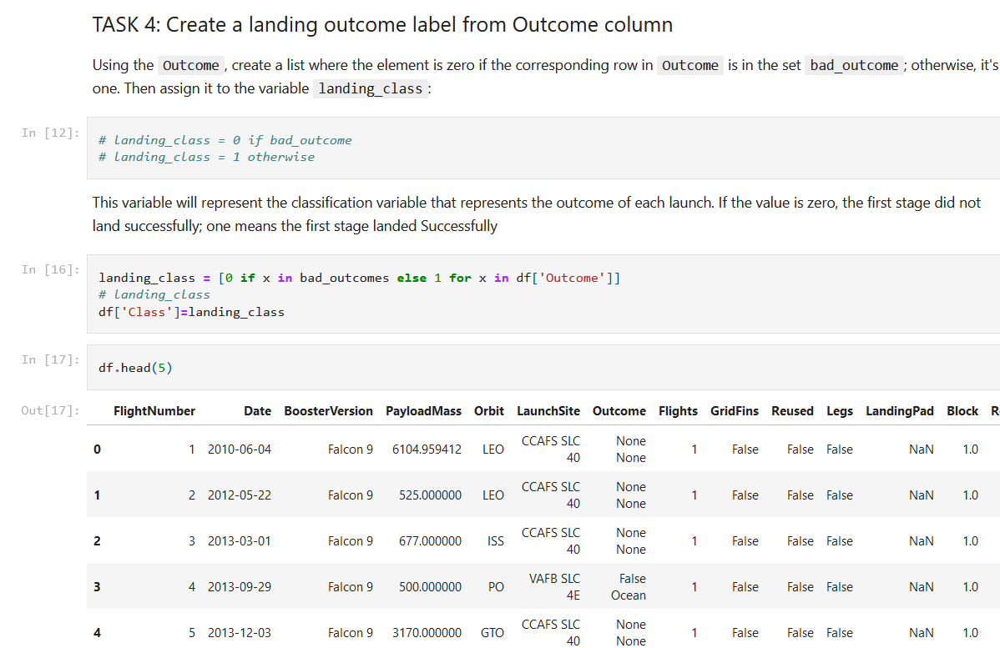 TASK 4: Create a landing outcome label from Outcome column
Using the Outcome, create a list where the element is zero if the corresponding row in Outcome is in the set bad_outcome; otherwise, it's
one. Then assign it to the variable landing_class:
In [12]:
# landing_class = 0 if bad_outcome
# landing_class = 1 otherwise
This variable will represent the classification variable that represents the outcome of each launch. If the value is zero, the first stage did not
land successfully; one means the first stage landed Successfully
In [16]:
landing_class = [0 if x in bad_outcomes else 1 for x in df['Outcome']]
# landing_class
df['Class']=landing_class
In [17]:
df.head(5)
Out[17]:
FlightNumber Date BoosterVersion PayloadMass Orbit LaunchSite Outcome Flights GridFins Reused Legs LandingPad Block
0 1 2010-06-04 Falcon 9 6104.959412 LEO CCAFS SLC 40 None None 1 False False False NaN 1.0
1 2 2012-05-22 Falcon 9 525.000000 LEO CCAFS SLC 40 None None 1 False False False NaN 1.0
2 3 2013-03-01 Falcon 9 677.000000 ISS CCAFS SLC 40 None None 1 False False False NaN 1.0
3 4 2013-09-29 Falcon 9 500.000000 PO VAFB SLC 4E False Ocean 1 False False False NaN 1.0
4 5 2013-12-03 Falcon 9 3170.000000 GTO CCAFS SLC 40 None None 1 False False False NaN 1.0